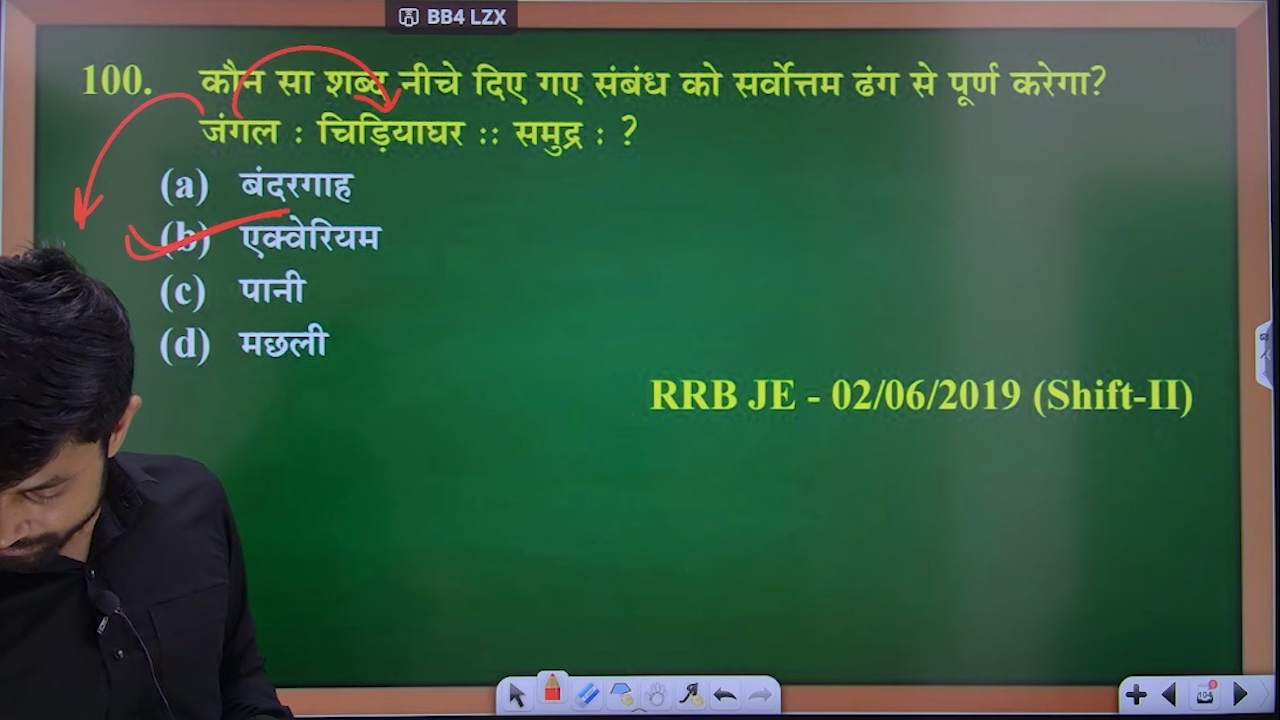 BB4 LZX
100. कौन सा शब्द नीचे दिए गए संबंध को सर्वोत्तम ढंग से पूर्ण करेगा?
जंगल : चिड़ियाघर :: समुद्र : ?
(a) बंदरगाह
(b) एक्वेरियम
(c) पानी
(d) मछली
RRB JE - 02/06/2019 (Shift-II)
104